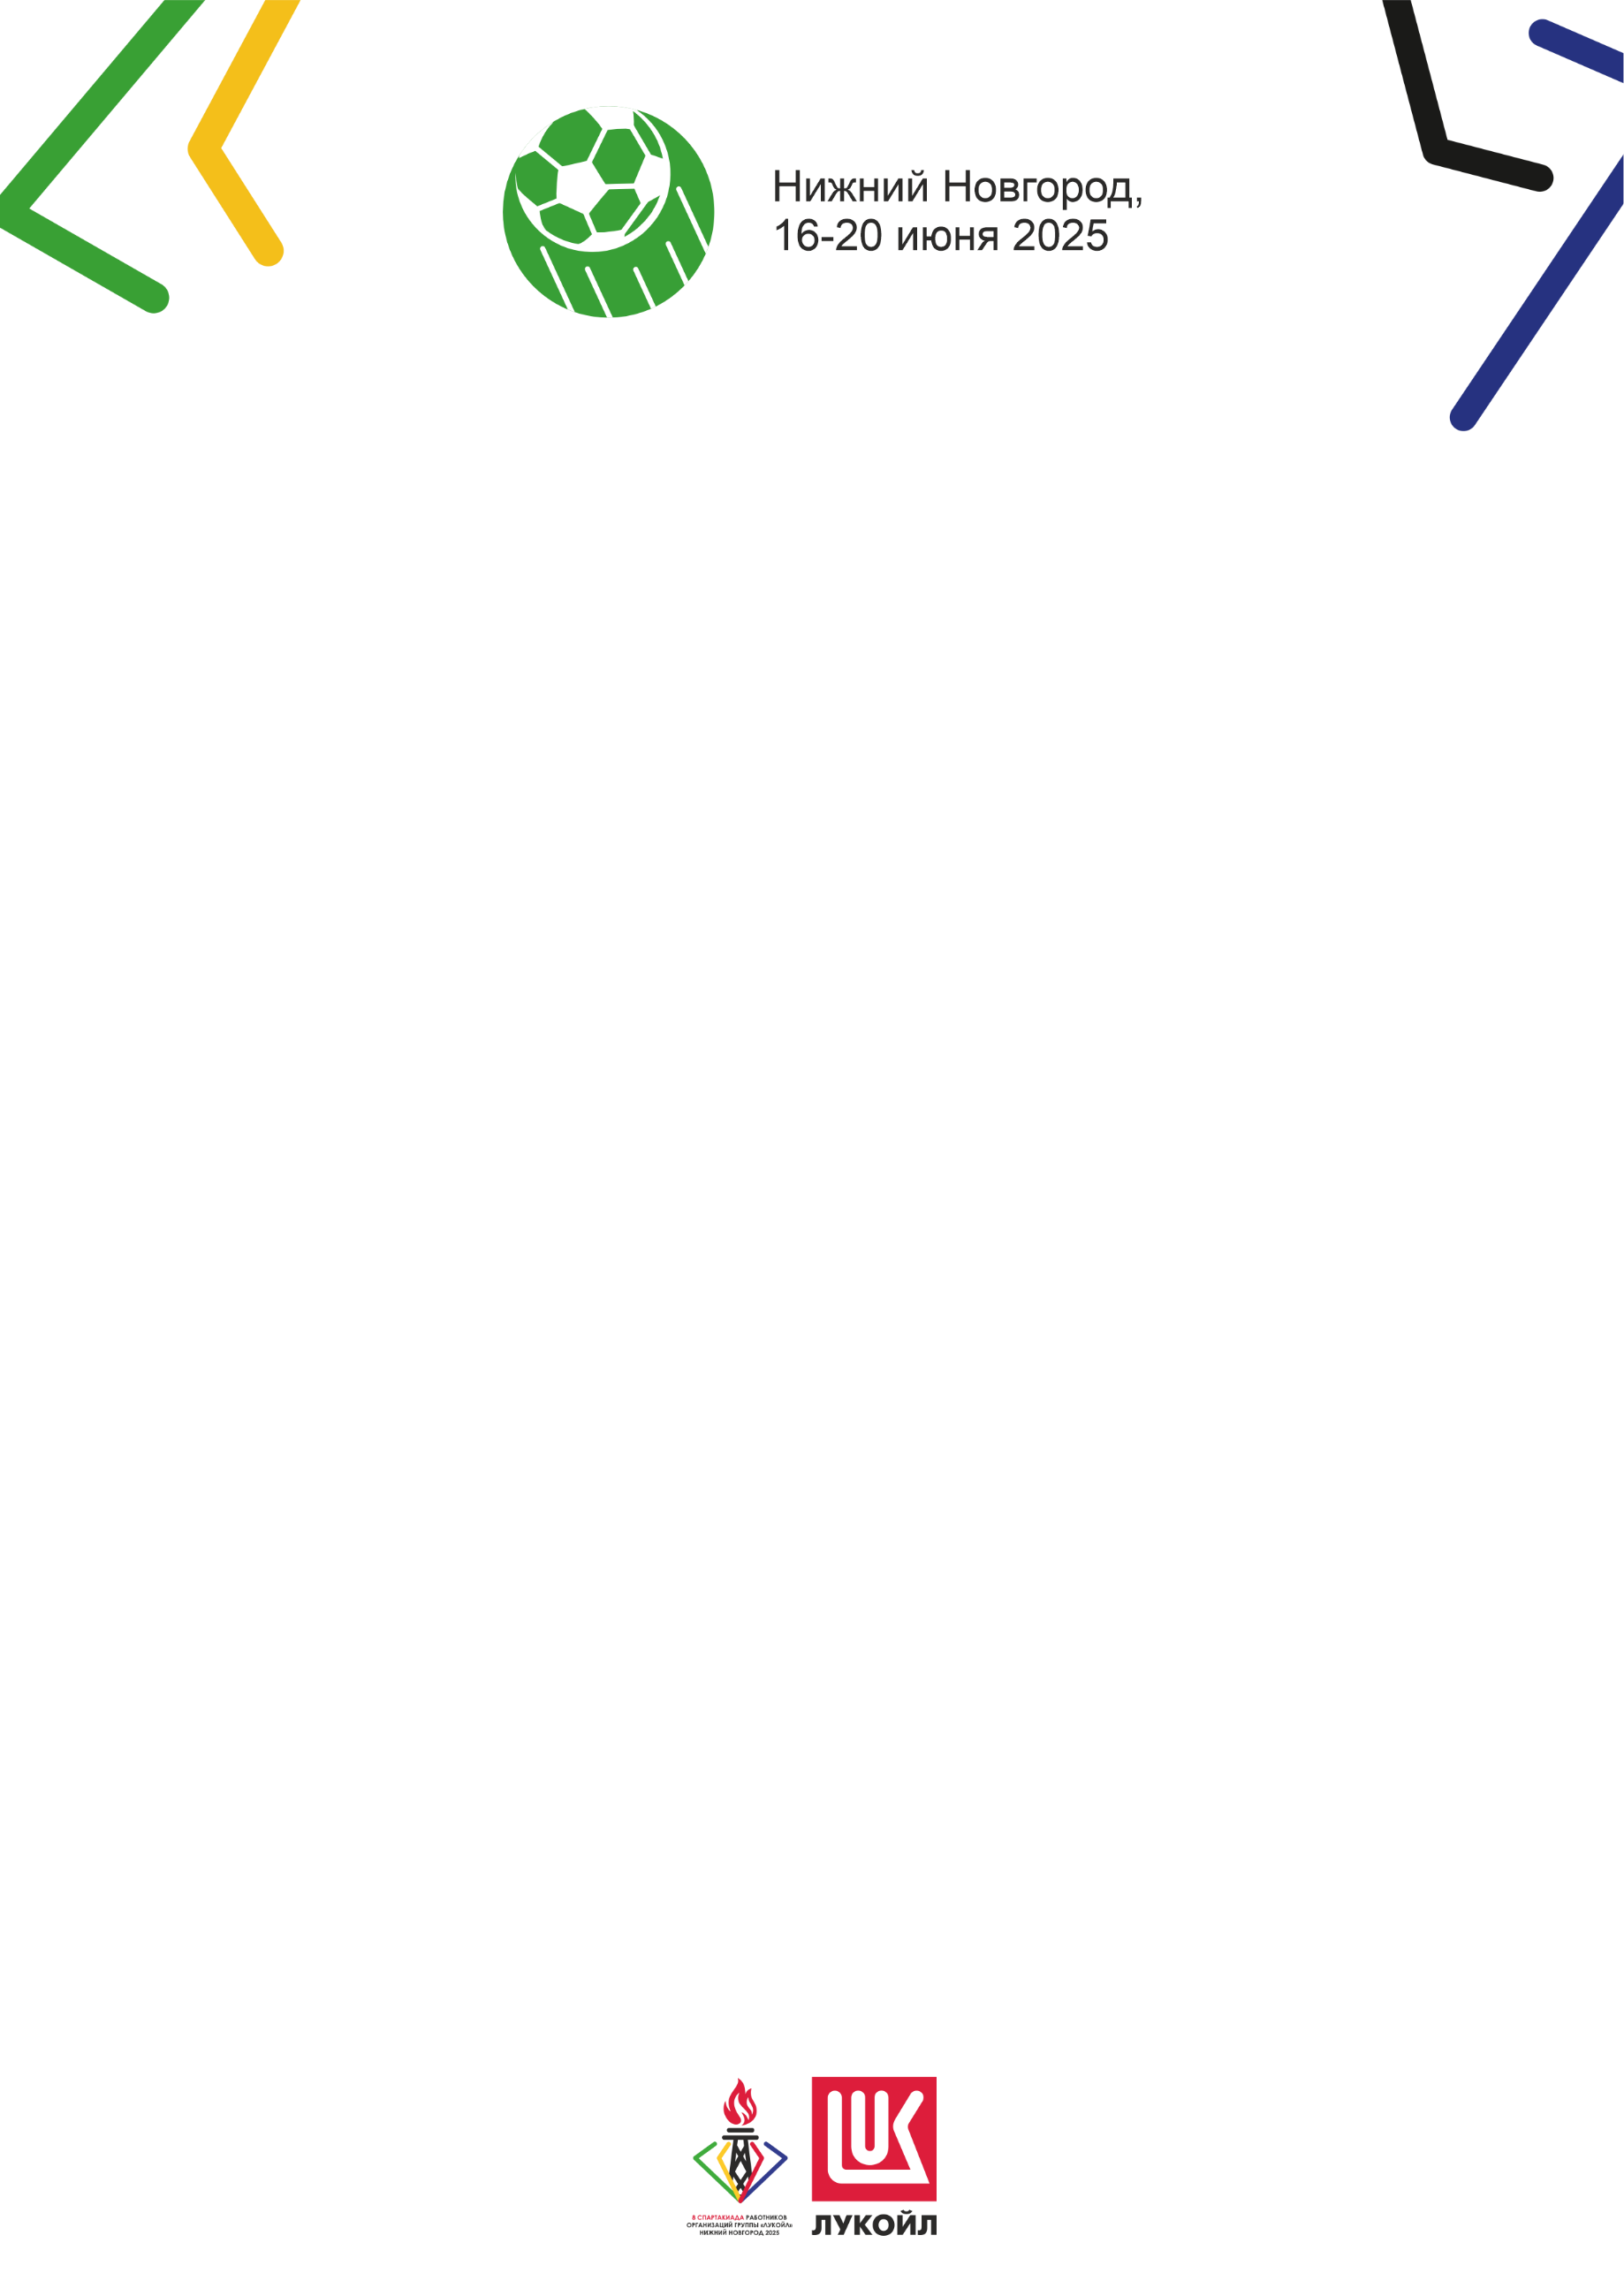 Нижний Новгород,
16-20 июня 2025
8 СПАРТАКИАДА РАБОТНИКОВ
ОРГАНИЗАЦИЙ ГРУППЫ «ЛУКОЙЛ»
НИЖНИЙ НОВГОРОД 2025
ЛУКОЙЛ